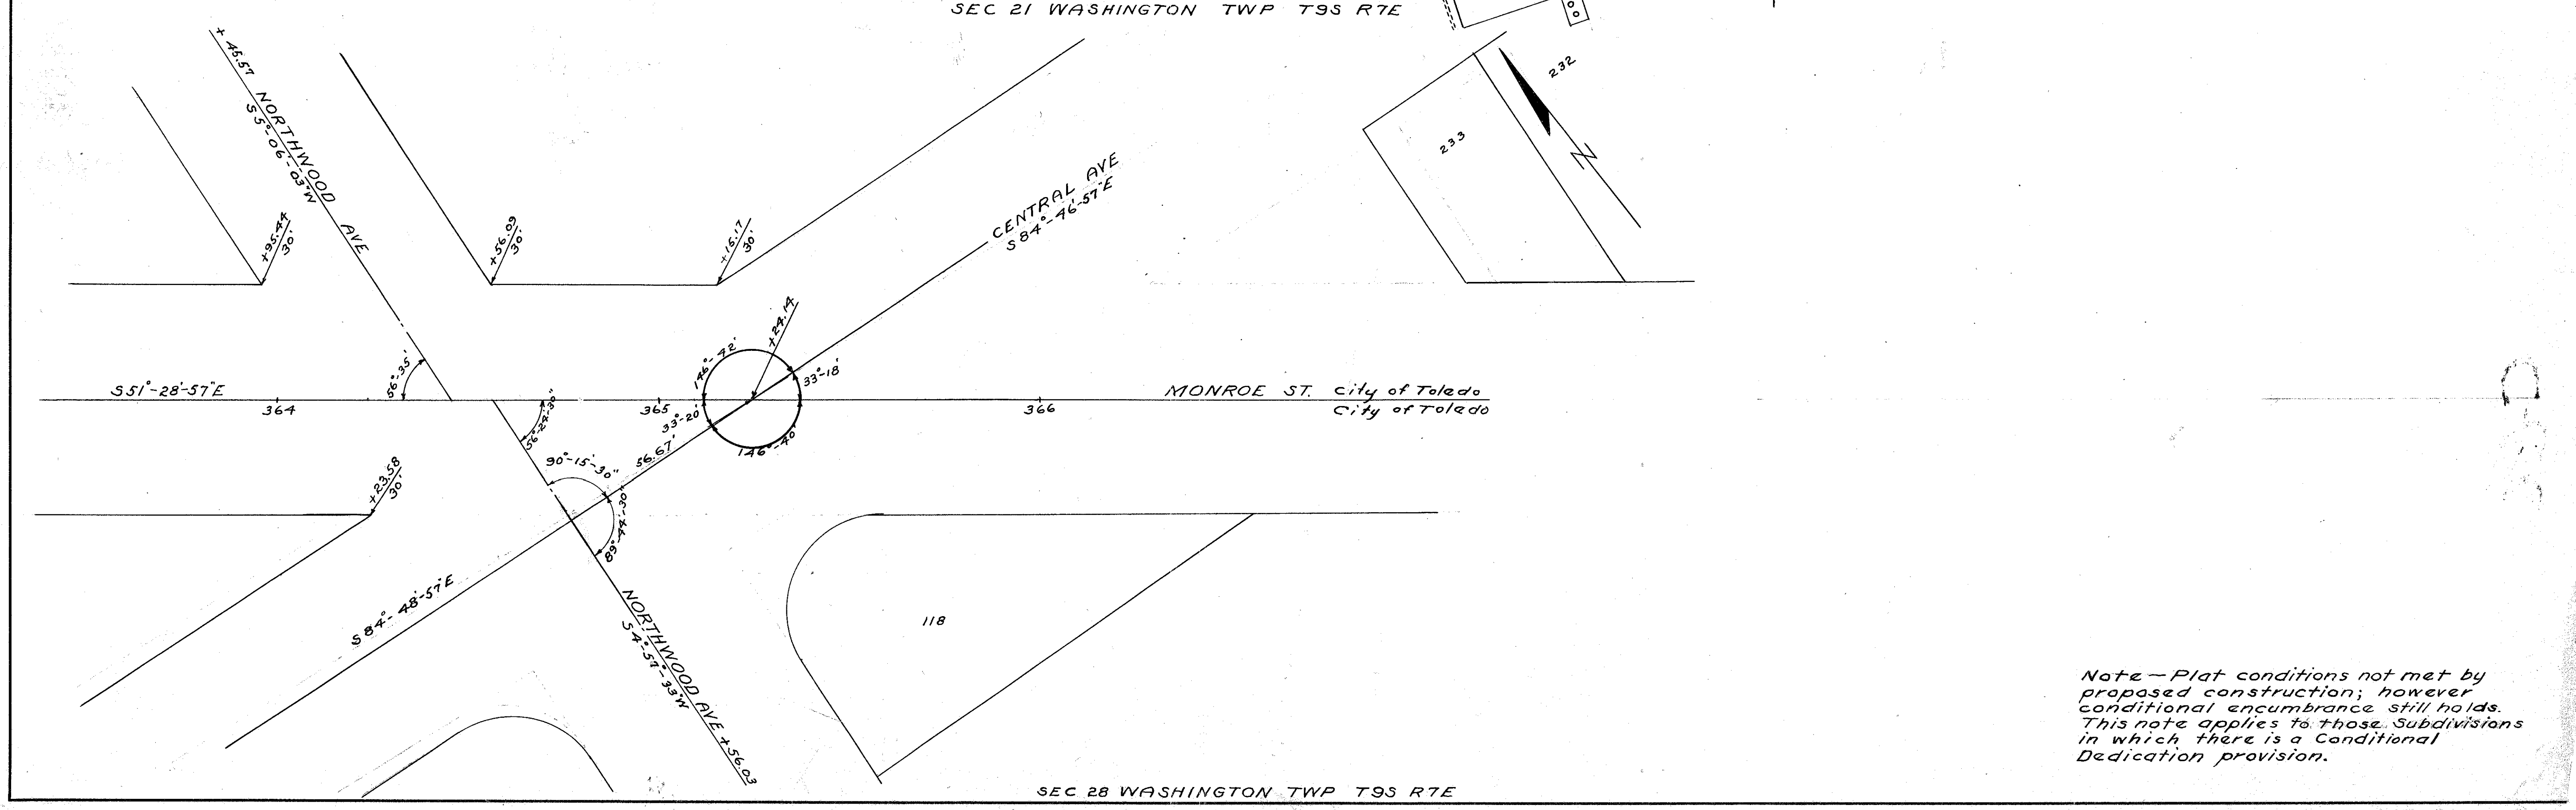 SEC 21 WASHINGTON TWP T9S R7E
+ 45.57
NORTHWOOD AVE
S 5°-06'-03"W
232
233
N
CENTRAL AVE
S 84°-46'-57"E
+95.44
30'
+56.09
30'
+15.17
30'
+24.14
146°-42'
33°-18'
56°-35'
S51°-28'-57"E
364
365
366
MONROE ST. City of Toledo
City of Toledo
56°-24'-30"
33°-20'
146°-40'
56.67'
90°-15'-30"
89°-44'-30"
+23.58
30'
S84°-48'-57"E
NORTHWOOD AVE +56.03
S4°-57'-33"W
118
Note - Plat conditions not met by
proposed construction; however
conditional encumbrance still holds.
This note applies to those Subdivisions
in which there is a Conditional
Dedication provision.
SEC 28 WASHINGTON TWP T9S R7E